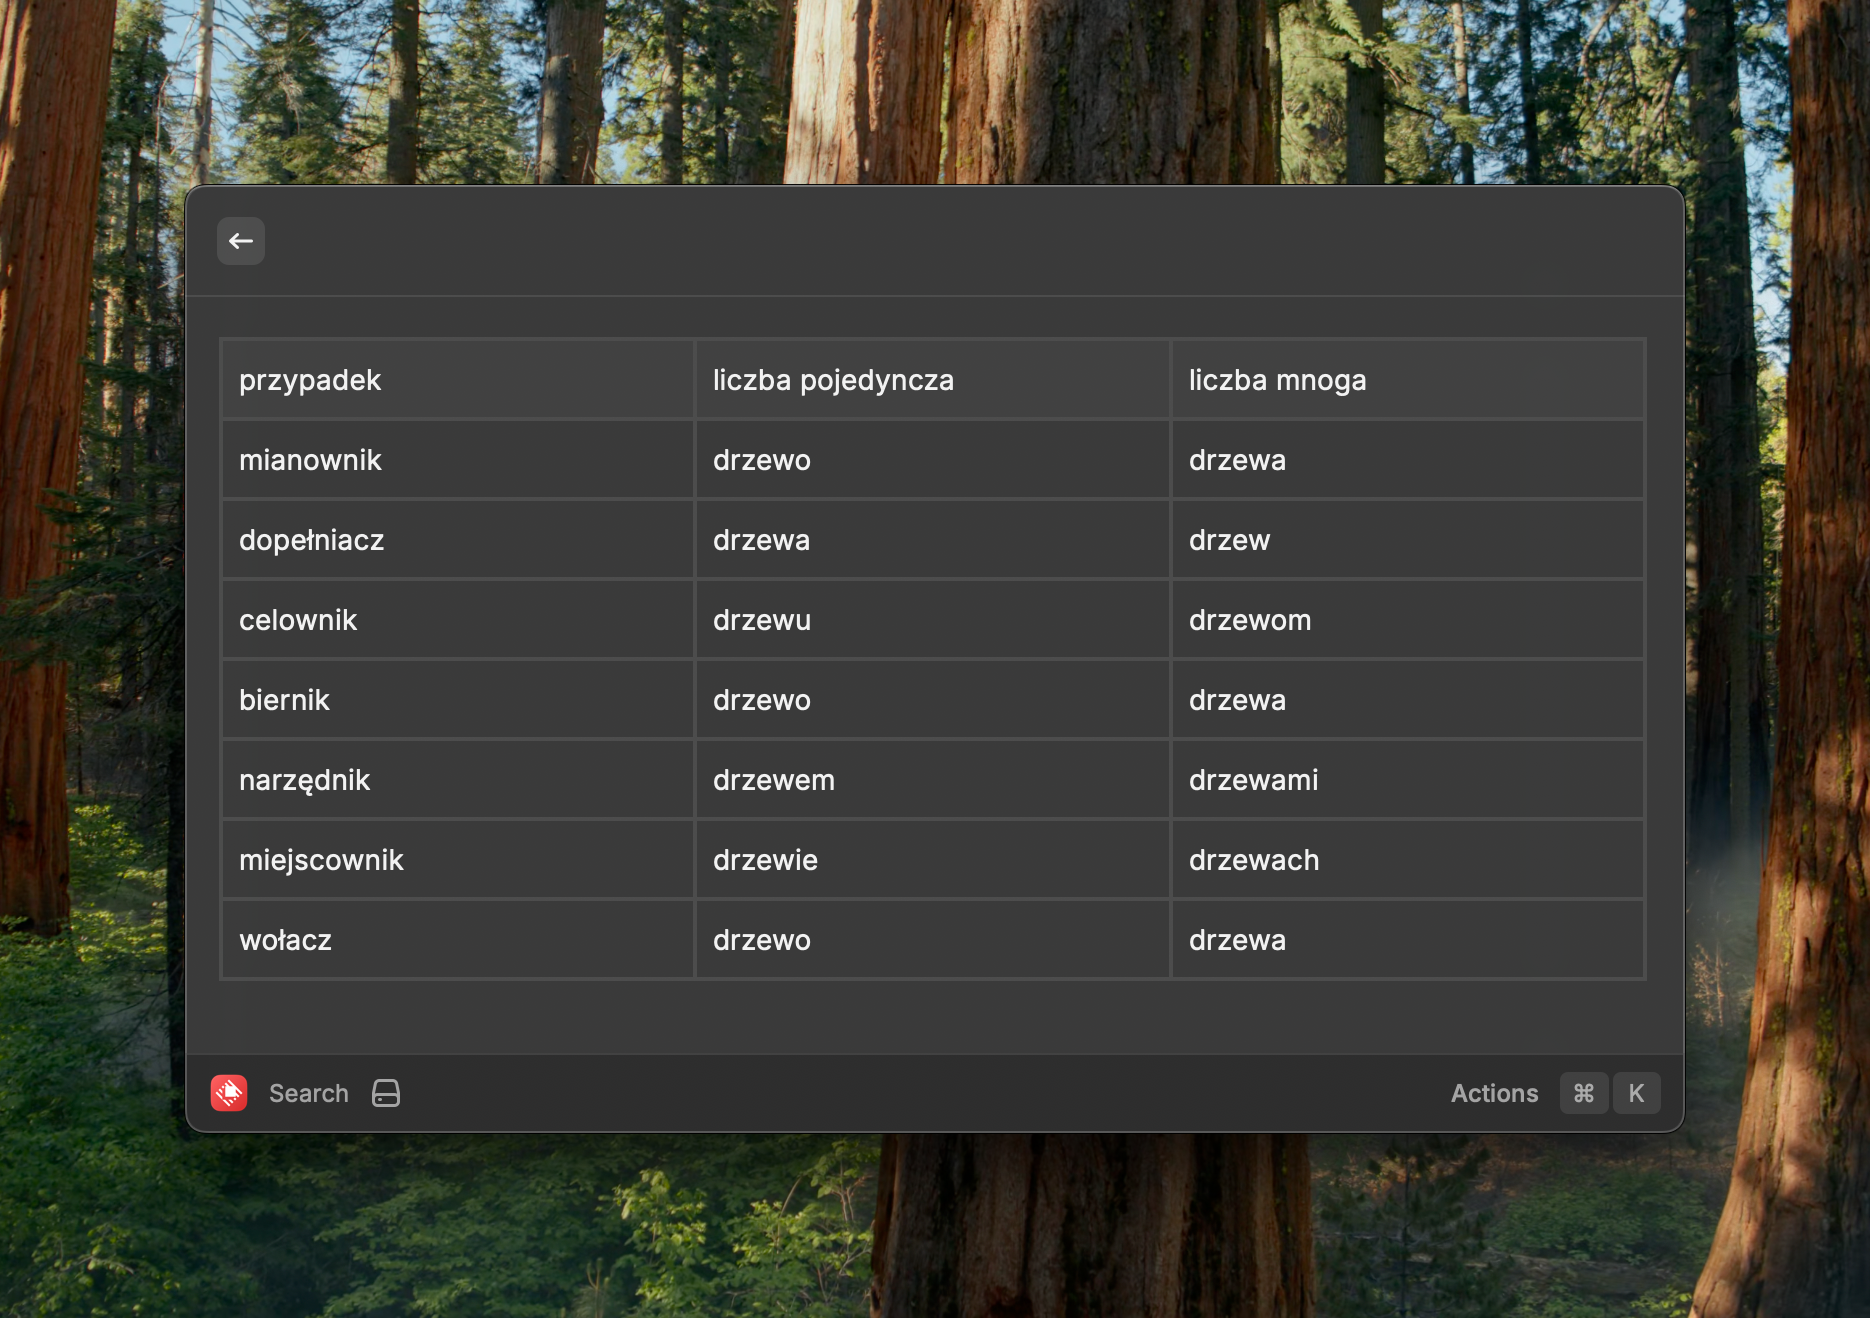 przypadek liczba pojedyncza liczba mnoga
mianownik drzewo drzewa
dopełniacz drzewa drzew
celownik drzewu drzewom
biernik drzewo drzewa
narzędnik drzewem drzewami
miejscownik drzewie drzewach
wołacz drzewo drzewa
Search Actions ⌘ K